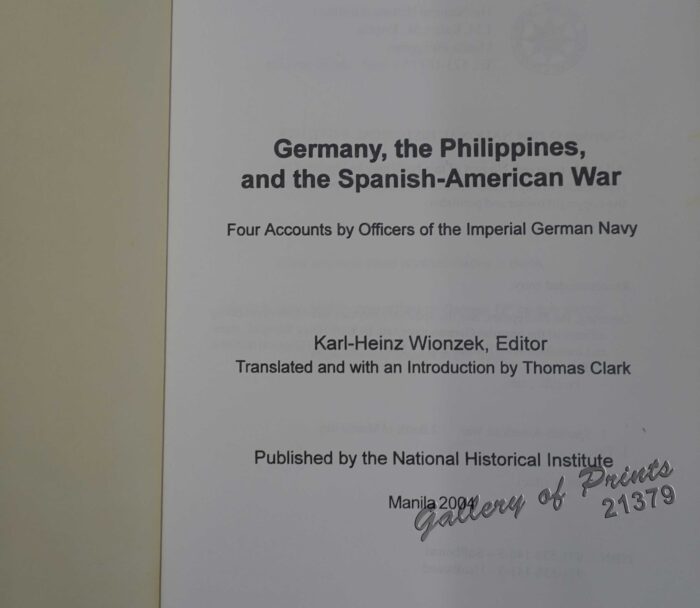 Germany, the Philippines,
and the Spanish-American War
Four Accounts by Officers of the Imperial German Navy
Karl-Heinz Wionzek, Editor
Translated and with an Introduction by Thomas Clark
Published by the National Historical Institute
Manila 2004
Gallery of Prints
21379